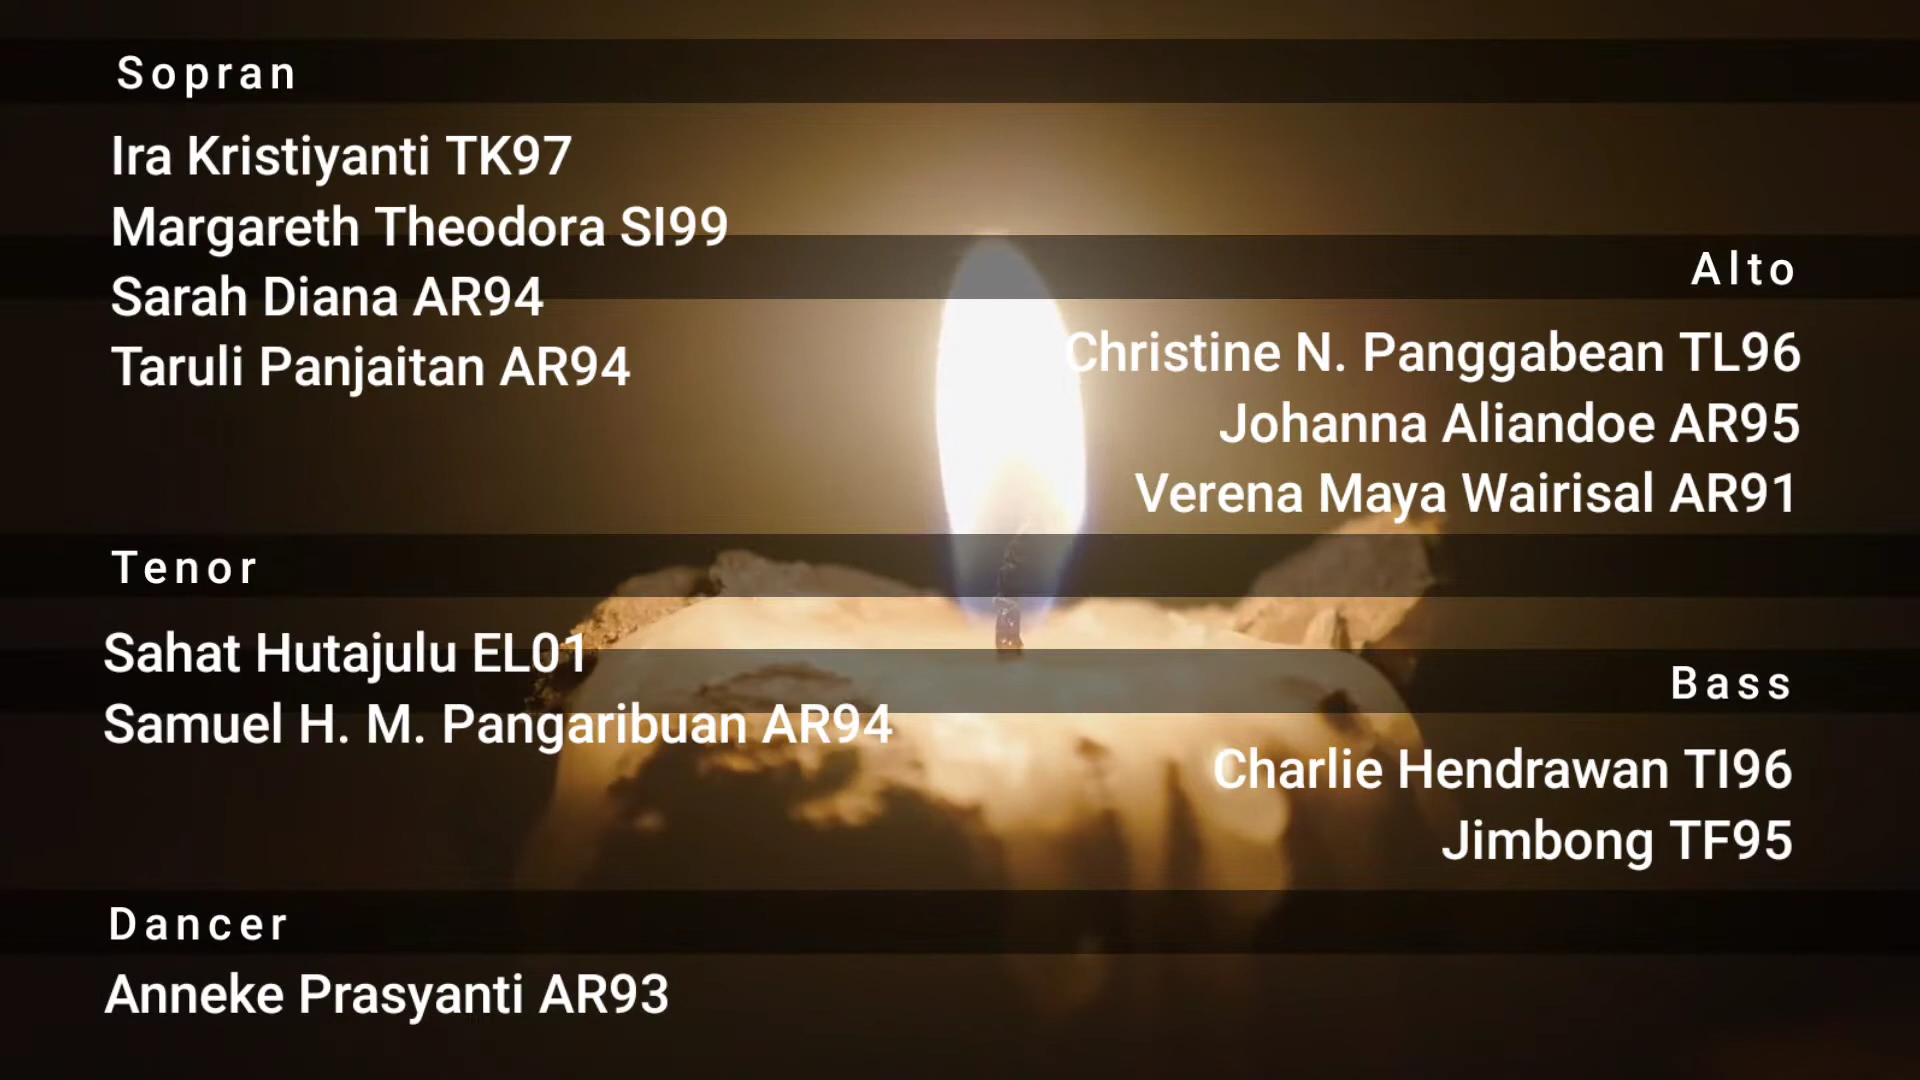 Sopran
Ira Kristiyanti TK97
Margareth Theodora SI99
Sarah Diana AR94
Taruli Panjaitan AR94
Alto
Christine N. Panggabean TL96
Johanna Aliandoe AR95
Verena Maya Wairisal AR91
Tenor
Sahat Hutajulu EL01
Samuel H. M. Pangaribuan AR94
Bass
Charlie Hendrawan TI96
Jimbong TF95
Dancer
Anneke Prasyanti AR93